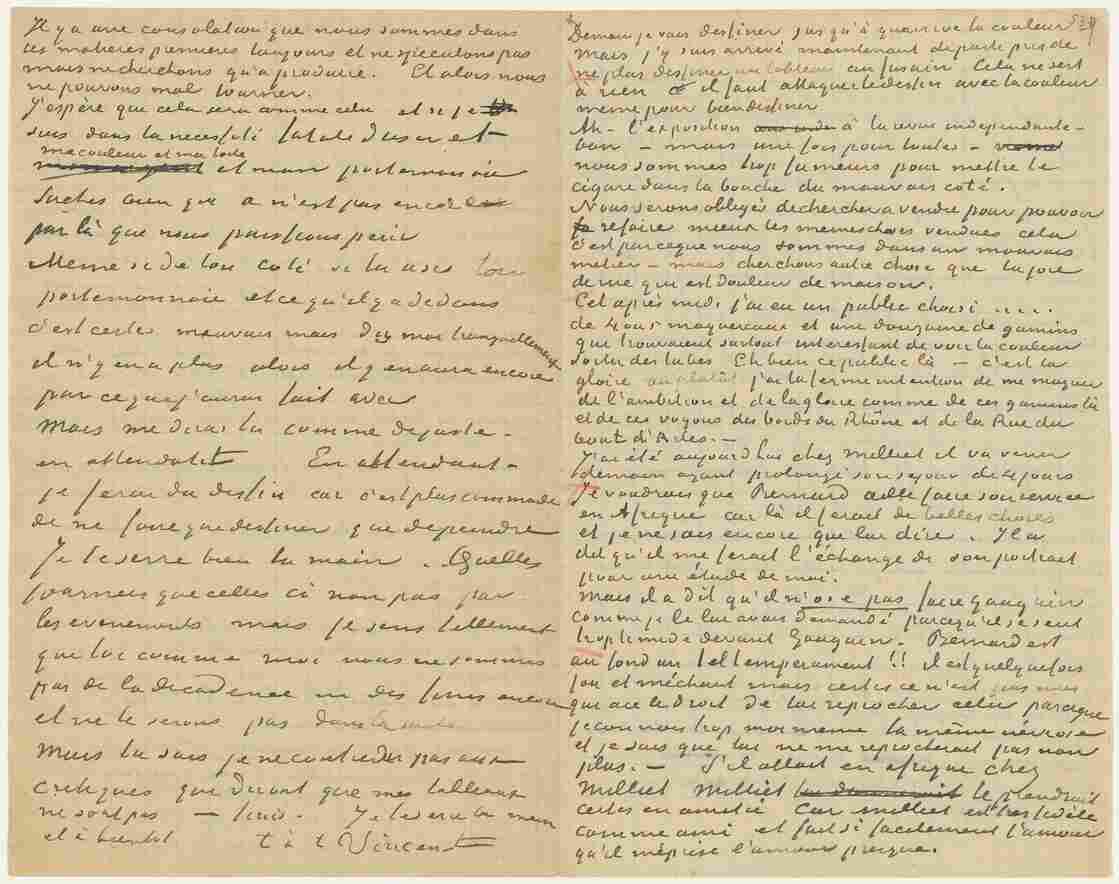 Il y a une consolation que nous sommes dans
les matières premières toujours et ne spéculons pas
mais ne cherchons qu'a produire. Et alors nous
ne pouvons mal tourner.
J'espère que cela sera comme cela et si je
suis dans la necessité fatale d'user et
ma couleur et ma toile
et mon portemonnaie
Saches bien que ce n'est pas encore
par là que nous puissions périr
Meme si de ton coté si tu as usé ton
portemonnaie et ce qu'il y a dedans
c'est certes mauvais mais dis moi tranquillement
il n'y en a plus alors il y en aura encore
par ce que j'aurai fait avec
Mais me diras tu comme de juste –
en attendant En attendant –
je ferai du dessin car c'est plus commode
de ne faire que dessiner que de peindre
Je te serre bien la main. Quelles
journées que celles ci non pas par
les evenements mais je sens tellement
que toi comme moi nous ne sommes
pas de la décadence ni des finis encore
et ne le serons pas dans la suite
Mais tu sais je ne contredis pas aux
critiques qui diront que mes tableaux
ne sont pas – finis. Je te serre la main
et à bientot t. à t. Vincent
539
Demain je vais dessiner jusqu'à qu'arrive la couleur
mais j'y suis arrivé maintenant de parti pris de
ne plus dessiner un tableau au fusain. Cela ne sert
à rien il faut attaquer le dessin avec la couleur
meme pour bien dessiner
Ah – l'exposition à la revue independante –
bon – mais une fois pour toutes –
nous sommes trop fumeurs pour mettre le
cigare dans la bouche du mauvais coté.
Nous serons obligés de chercher à vendre pour pouvoir
refaire mieux les memes choses vendues cela
c'est parceque nous sommes dans un mauvais
metier – mais cherchons autre chose que la joie
de rue qui est douleur de maison.
Cet après midi j'ai eu un public choisi ....
de 4 ou 5 maquereaux et une douzaine de gamins
qui trouvaient surtout interessant de voir la couleur
sortir des tubes Eh bien ce public là – c'est la
gloire ou plutôt j'ai la ferme intention de me moquer
de l'ambition et de la gloire comme de ces gamins là
et de ces voyous des bords du Rhône et de la Rue du
bout d'Arles. –
J'ai été aujourd'hui chez Milliet il va venir
demain ayant prolongé son sejour de 4 jours
Je voudrais que Bernard aille faire son service
en Afrique car là il ferait de belles choses
et je ne sais encore que lui dire. Il a
dit qu'il me ferait l'échange de son portrait
pour une étude de moi.
Mais il a dit qu'il n'ose pas faire Gauguin
comme je le lui avais demandé parcequ'il se sent
trop timide devant Gauguin. Bernard est
au fond un tel temperament !! il est quelquefois
fou et méchant mais certes ce n'est pas moi
qui ai le droit de lui reprocher cela parceque
je connais trop moi meme la même névrose
et je sais que lui ne me reprocherait pas non
plus. – S'il allait en Afrique chez
Milliet Milliet le prendrait
certes en amitié car Milliet est très fidèle
comme ami et fait si facilement l'amour
qu'il méprise l'amour presque.